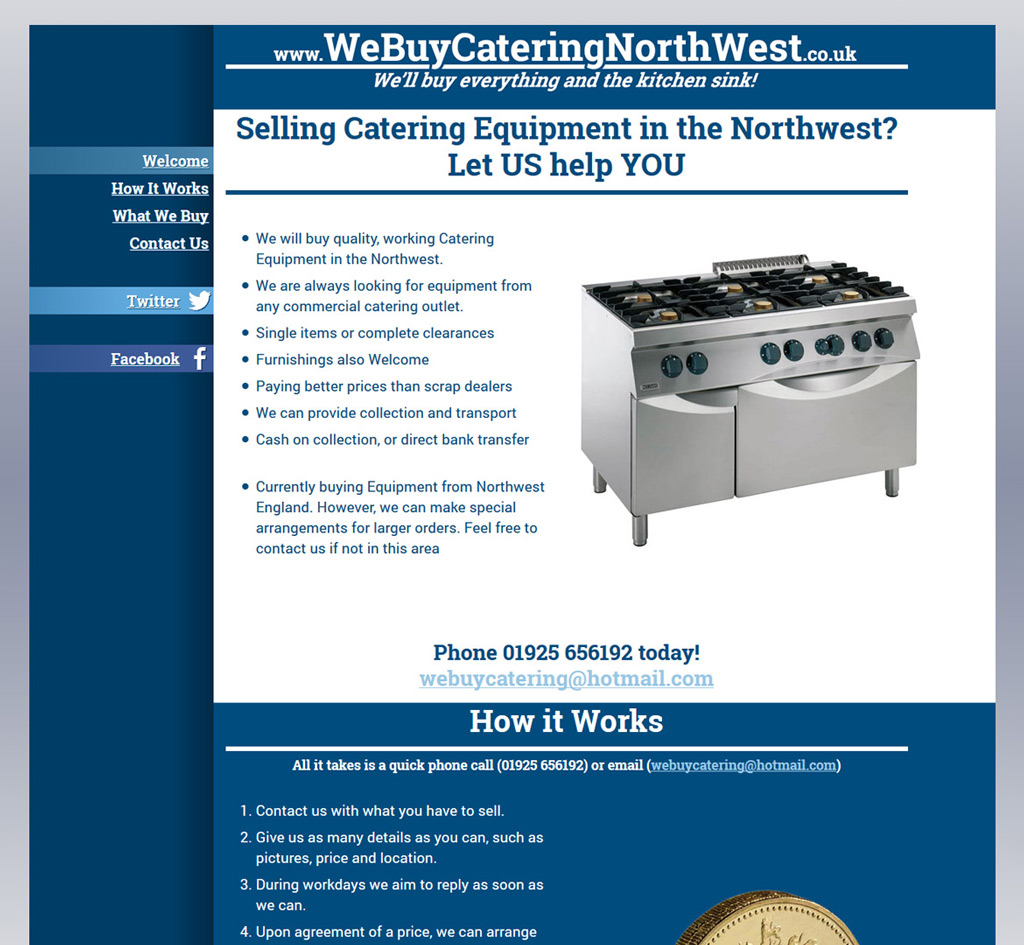 www.WeBuyCateringNorthWest.co.uk
We'll buy everything and the kitchen sink!
Welcome
How It Works
What We Buy
Contact Us
Twitter
Facebook
Selling Catering Equipment in the Northwest?
Let US help YOU
• We will buy quality, working Catering
Equipment in the Northwest.
• We are always looking for equipment from
any commercial catering outlet.
• Single items or complete clearances
• Furnishings also Welcome
• Paying better prices than scrap dealers
• We can provide collection and transport
• Cash on collection, or direct bank transfer
• Currently buying Equipment from Northwest
England. However, we can make special
arrangements for larger orders. Feel free to
contact us if not in this area
Phone 01925 656192 today!
webuycatering@hotmail.com
How it Works
All it takes is a quick phone call (01925 656192) or email (webuycatering@hotmail.com)
1. Contact us with what you have to sell.
2. Give us as many details as you can, such as
pictures, price and location.
3. During workdays we aim to reply as soon as
we can.
4. Upon agreement of a price, we can arrange